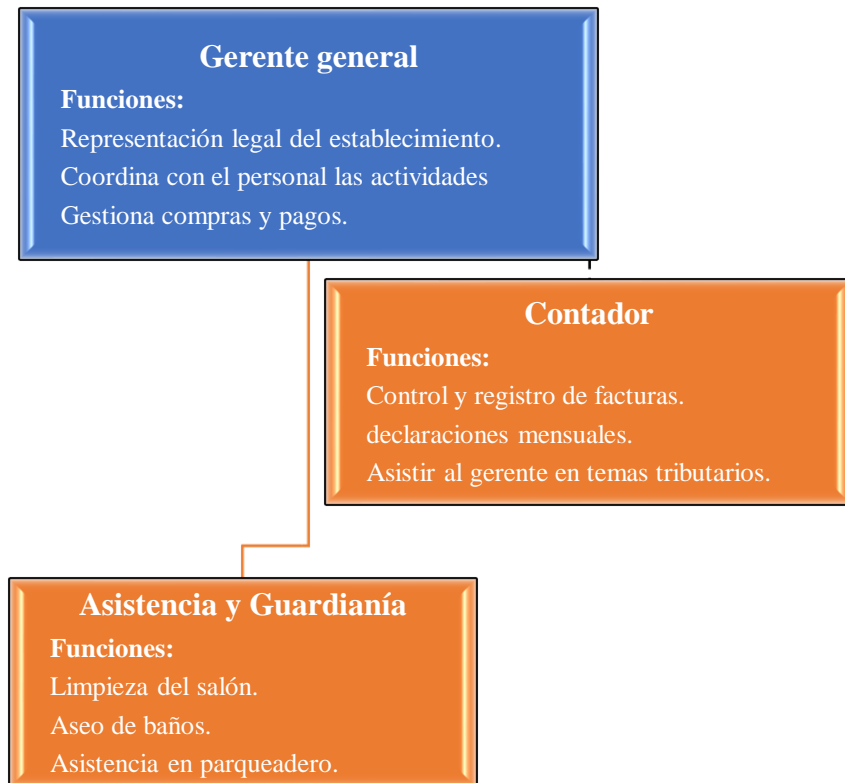 Gerente general
Funciones:
Representación legal del establecimiento.
Coordina con el personal las actividades
Gestiona compras y pagos.
Contador
Funciones:
Control y registro de facturas.
declaraciones mensuales.
Asistir al gerente en temas tributarios.
Asistencia y Guardianía
Funciones:
Limpieza del salón.
Aseo de baños.
Asistencia en parqueadero.